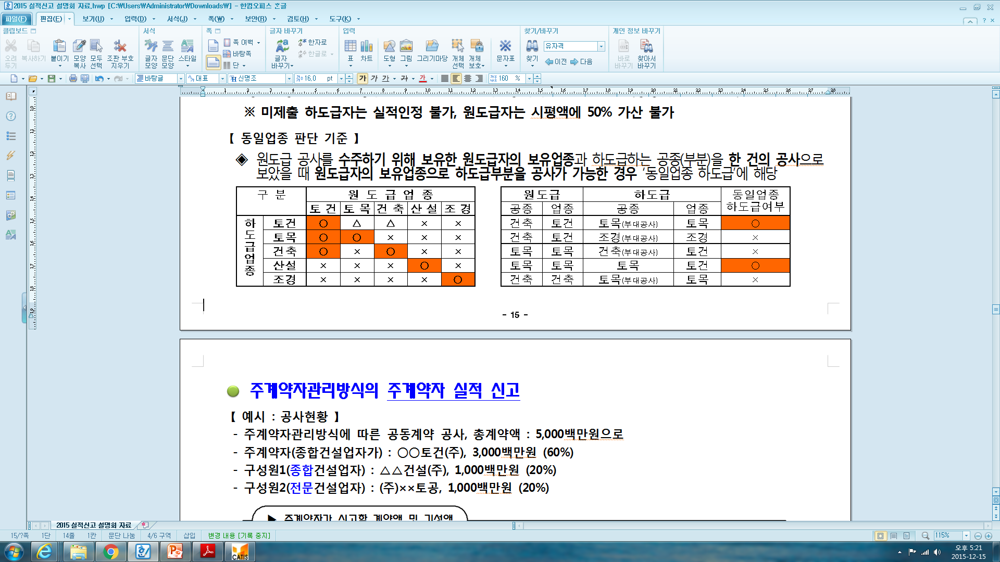 2015 실적신고 설명회 자료.hwp [C:₩Users₩Administrator₩Downloads₩] - 한컴오피스 흔글
파일(F) 편집(E) 보기(U) 입력(D) 서식(J) 쪽(W) 보안(R) 검토(H) 도구(K)
클립보드 서식 쪽 글자 바꾸기 입력 찾기/바꾸기 개인 정보 바꾸기
오려 두기 복사하기 붙이기 모양 복사 모두 선택 조판 부호 지우기 글자 모양 문단 모양 스타일 쪽 여백 바탕쪽 단 글자 바꾸기 한자로 한글로 표 차트 도형 그림 그리기마당 개체 선택 개체 보호 문자표 찾기 유자격 이전 다음 바로 바꾸기 찾아서 바꾸기
바탕글 대표 신명조 16.0 pt 가 가 가 가 가 160 %
1 2 3 4 5 6 7 8 9 10 11 12 13 14 15 16 17 18 19 20 21 22 23 24 25 26 27 28
※ 미제출 하도급자는 실적인정 불가, 원도급자는 시평액에 50% 가산 불가
【 동일업종 판단 기준 】
◈ 원도급 공사를 수주하기 위해 보유한 원도급자의 보유업종과 하도급하는 공종(부분)을 한 건의 공사으로
보았을 때 원도급자의 보유업종으로 하도급부분을 공사가 가능한 경우 '동일업종 하도급'에 해당
구 분 원 도 급 업 종
토 건 토 목 건 축 산 설 조 경
하도급업종
토건 ○ △ △ × ×
토목 ○ ○ × × ×
건축 ○ × ○ × ×
산설 × × × ○ ×
조경 × × × × ○
원도급 하도급 동일업종 하도급여부
공종 업종 공종 업종
건축 토건 토목(부대공사) 토목 ○
건축 토건 조경(부대공사) 조경 ×
토목 토목 건축(부대공사) 토건 ×
토목 토목 토목 토건 ○
건축 건축 토목(부대공사) 토목 ×
- 15 -
주계약자관리방식의 주계약자 실적 신고
【 예시 : 공사현황 】
- 주계약자관리방식에 따른 공동계약 공사, 총계약액 : 5,000백만원으로
- 주계약자(종합건설업자가) : ○○토건(주), 3,000백만원 (60%)
- 구성원1(종합건설업자) : △△건설(주), 1,000백만원 (20%)
- 구성원2(전문건설업자) : (주)××토공, 1,000백만원 (20%)
▶ 주계약자가 신고할 계약액 및 기성액
2015 실적신고 설명회 자료
15/?쪽 1단 14줄 1칸 문단 나눔 4/6 구역 삽입 변경 내용 [기록 중지] 115%
CATIS
오후 5:21
2015-12-15